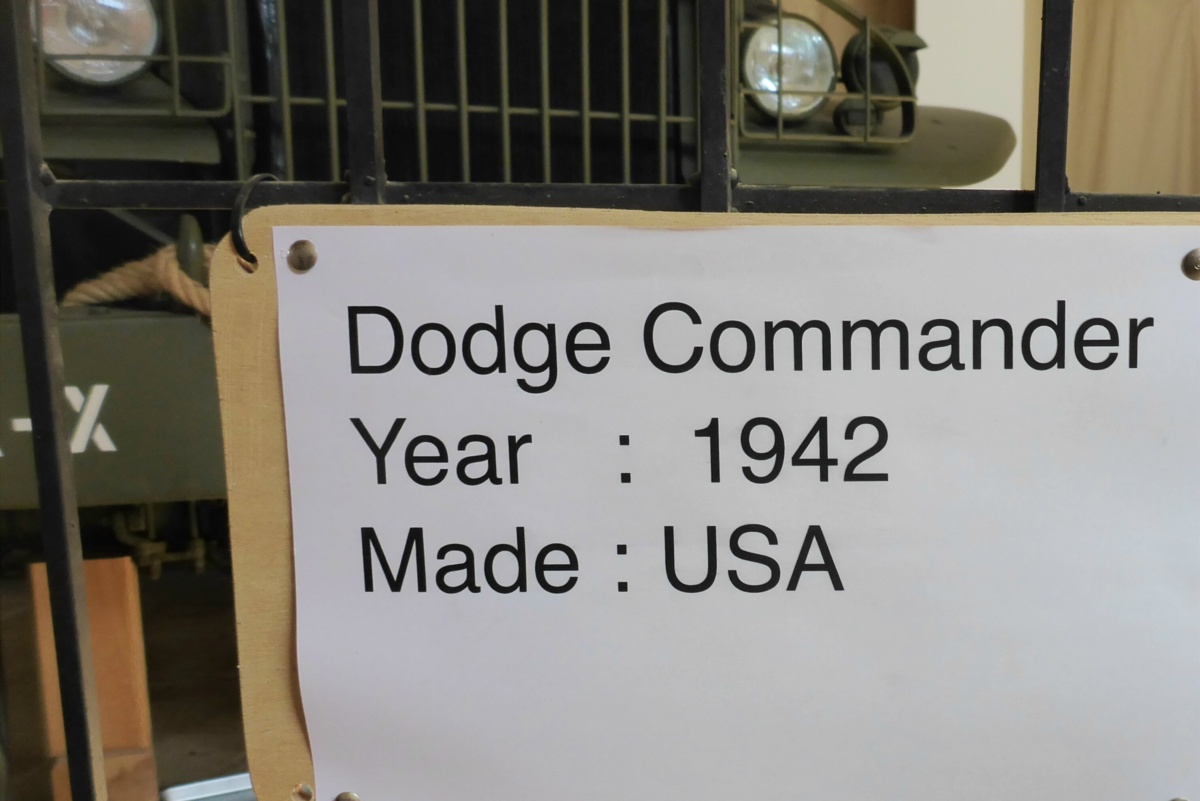 Dodge Commander
Year : 1942
Made : USA
-X